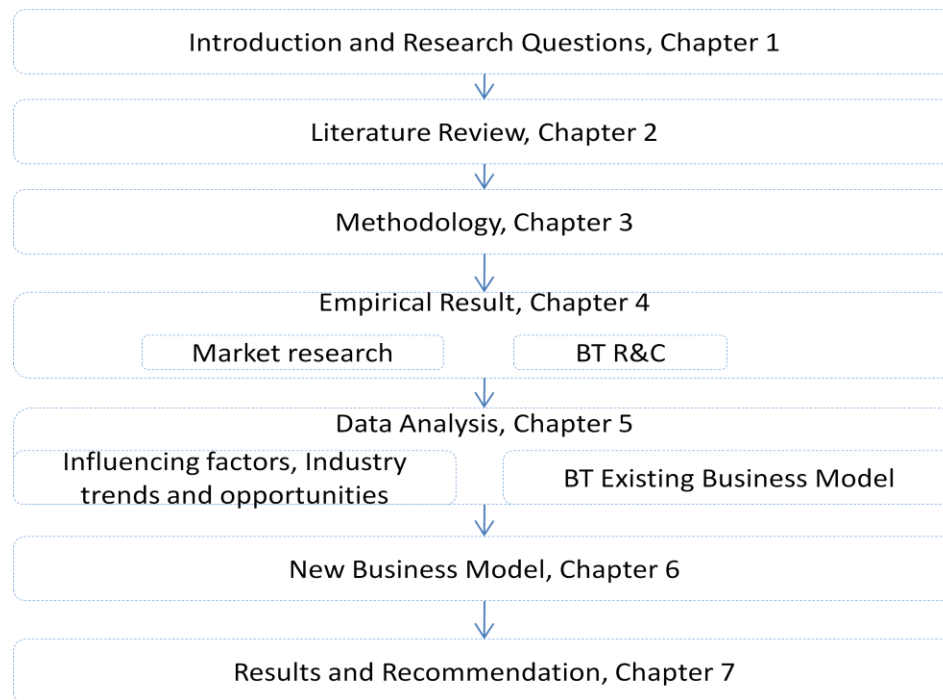 Introduction and Research Questions, Chapter 1
Literature Review, Chapter 2
Methodology, Chapter 3
Empirical Result, Chapter 4
Market research
BT R&C
Data Analysis, Chapter 5
Influencing factors, Industry
trends and opportunities
BT Existing Business Model
New Business Model, Chapter 6
Results and Recommendation, Chapter 7